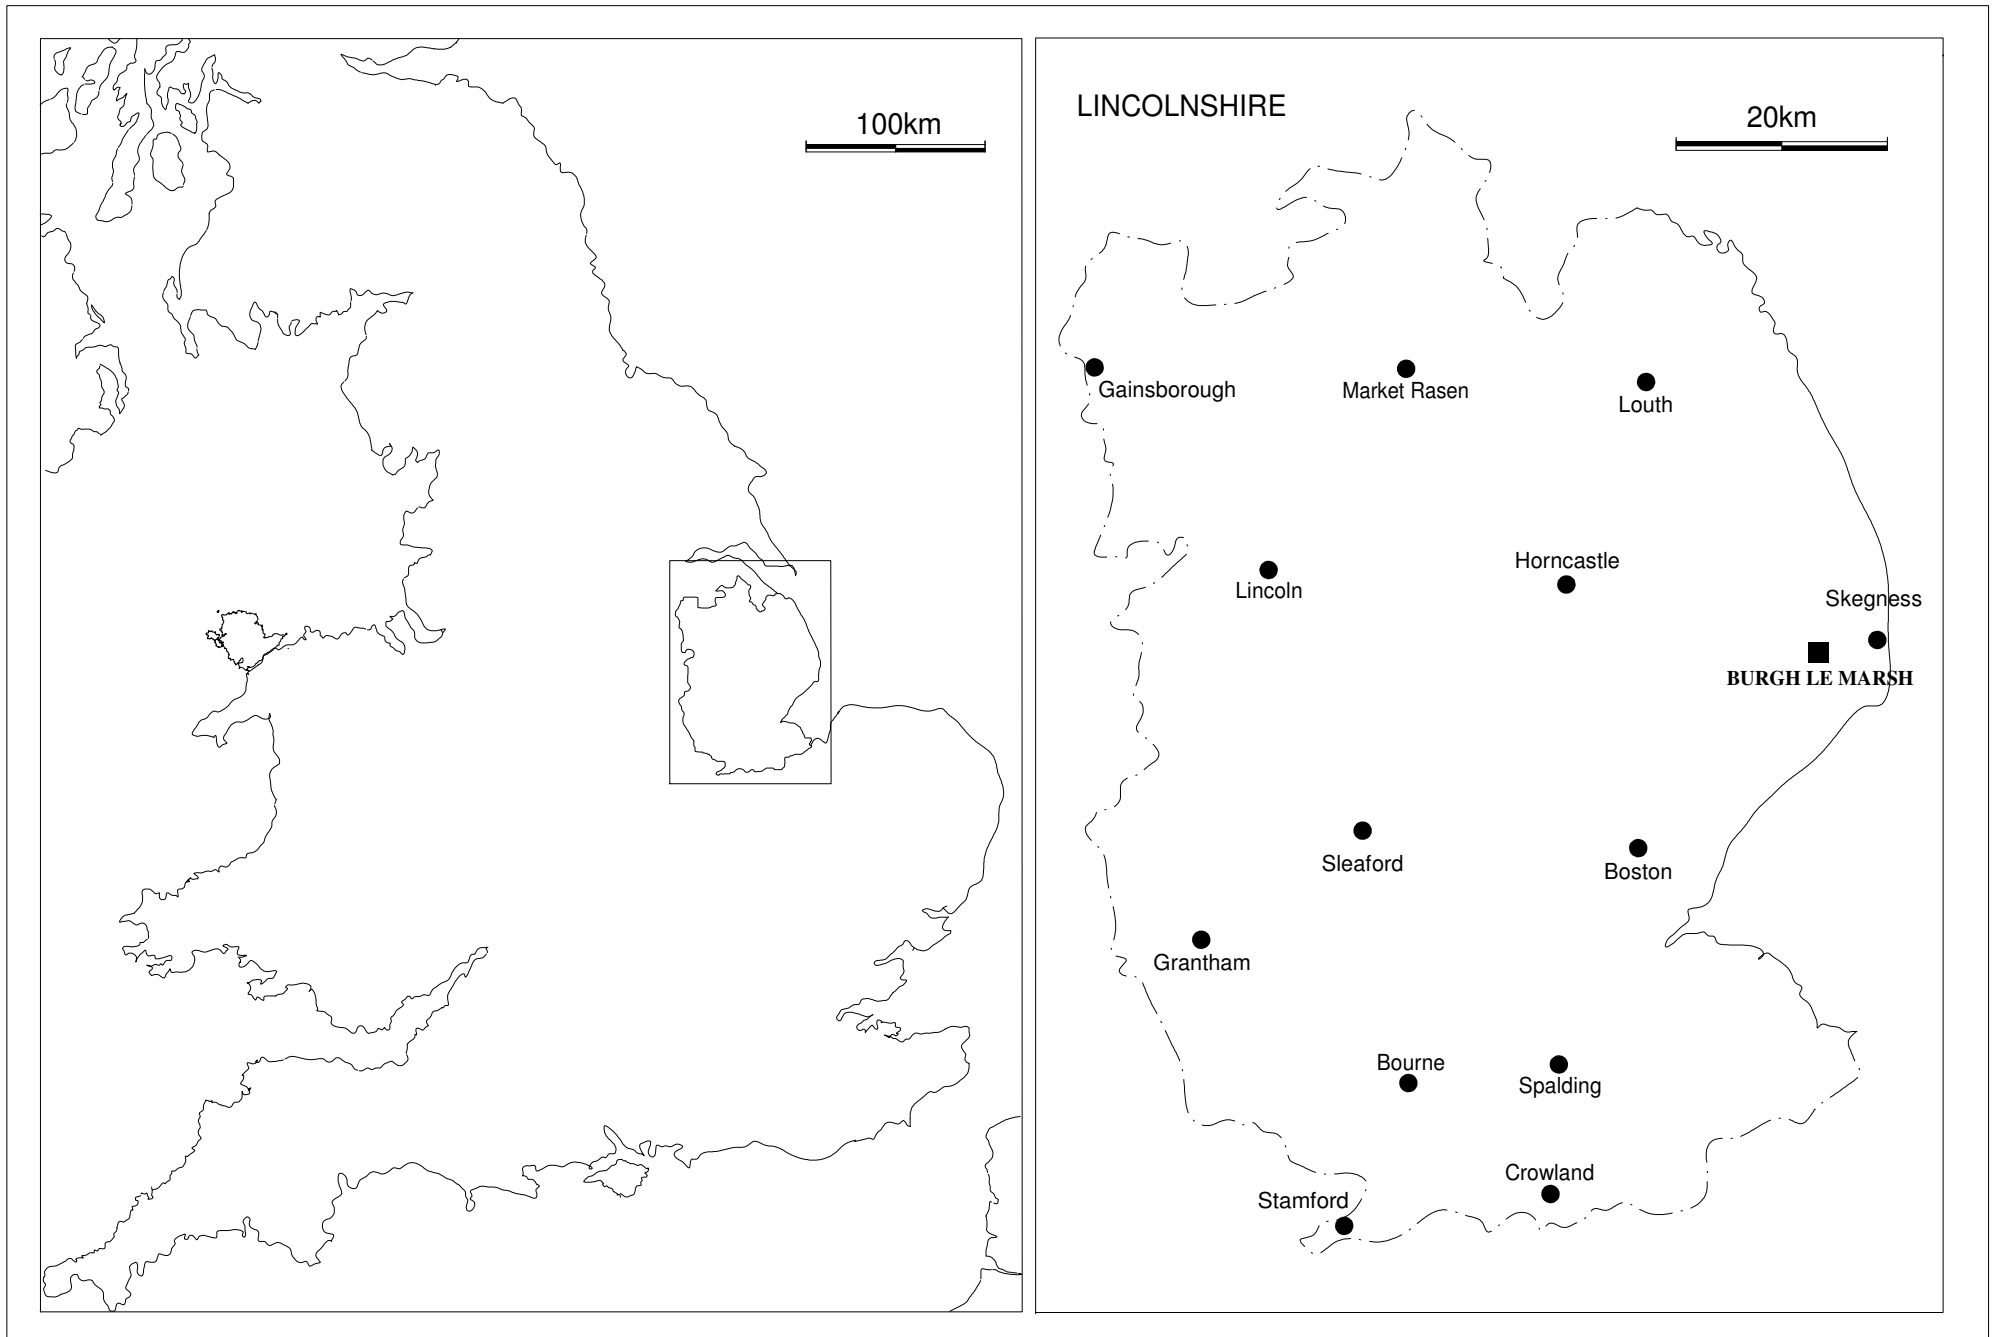 100km
LINCOLNSHIRE
20km
Gainsborough
Market Rasen
Louth
Horncastle
Lincoln
Skegness
BURGH LE MARSH
Sleaford
Boston
Grantham
Bourne
Spalding
Crowland
Stamford